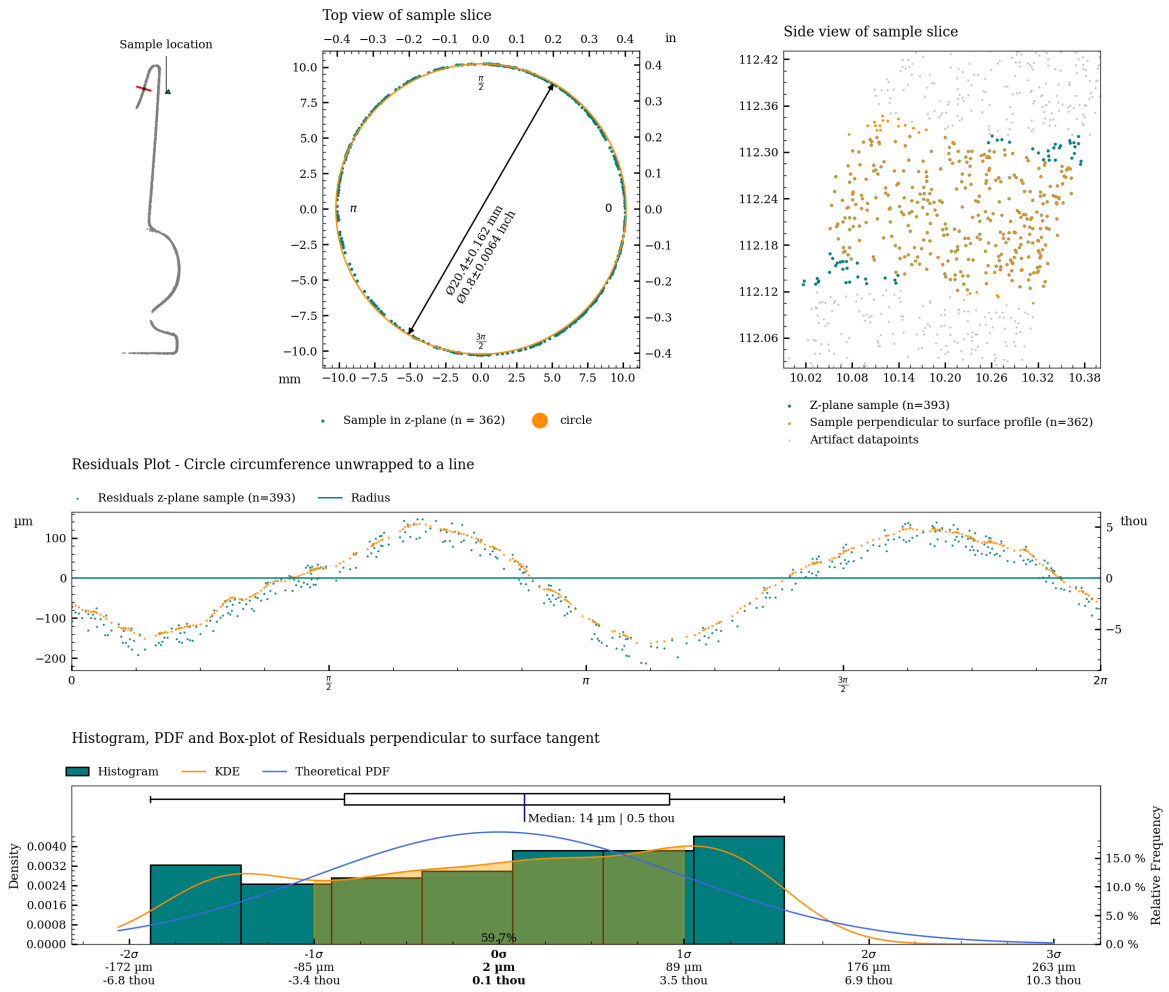 Sample location
Top view of sample slice
−0.4 −0.3 −0.2 −0.1 0.0 0.1 0.2 0.3 0.4 in
10.0
7.5
5.0
2.5
0.0
−2.5
−5.0
−7.5
−10.0
0.4
0.3
0.2
0.1
0.0
−0.1
−0.2
−0.3
−0.4
π/2
π
0
3π/2
Ø20.4±0.162 mm
Ø0.8±0.0064 inch
mm
−10.0 −7.5 −5.0 −2.5 0.0 2.5 5.0 7.5 10.0
Sample in z-plane (n = 362) circle
Side view of sample slice
112.42
112.36
112.30
112.24
112.18
112.12
112.06
10.02 10.08 10.14 10.20 10.26 10.32 10.38
Z-plane sample (n=393)
Sample perpendicular to surface profile (n=362)
Artifact datapoints
Residuals Plot - Circle circumference unwrapped to a line
Residuals z-plane sample (n=393) Radius
µm
100
0
−100
−200
thou
5
0
−5
0 π/2 π 3π/2 2π
Histogram, PDF and Box-plot of Residuals perpendicular to surface tangent
Histogram KDE Theoretical PDF
Median: 14 µm | 0.5 thou
Density
0.0040
0.0032
0.0024
0.0016
0.0008
0.0000
Relative Frequency
15.0 %
10.0 %
5.0 %
0.0 %
59.7%
-2σ -1σ 0σ 1σ 2σ 3σ
-172 µm -85 µm 2 µm 89 µm 176 µm 263 µm
-6.8 thou -3.4 thou 0.1 thou 3.5 thou 6.9 thou 10.3 thou